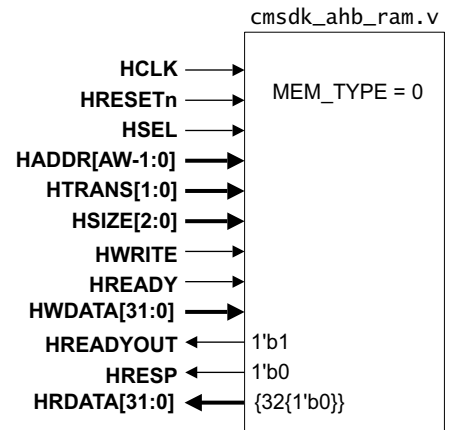 cmsdk_ahb_ram.v
HCLK
MEM_TYPE = 0
HRESETn
HSEL
HADDR[AW-1:0]
HTRANS[1:0]
HSIZE[2:0]
HWRITE
HREADY
HWDATA[31:0]
HREADYOUT 1'b1
HRESP 1'b0
HRDATA[31:0] {32{1'b0}}